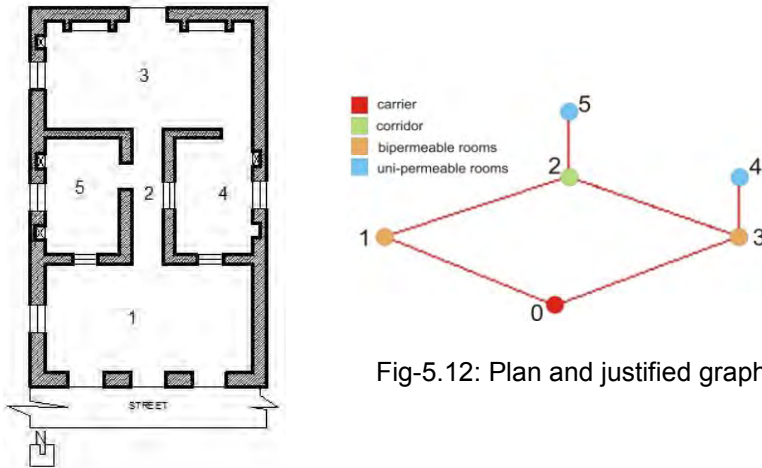 3
5
2
4
1
STREET
N
carrier
corridor
bipermeable rooms
uni-permeable rooms
5
2
4
1
3
0
Fig-5.12: Plan and justified graph